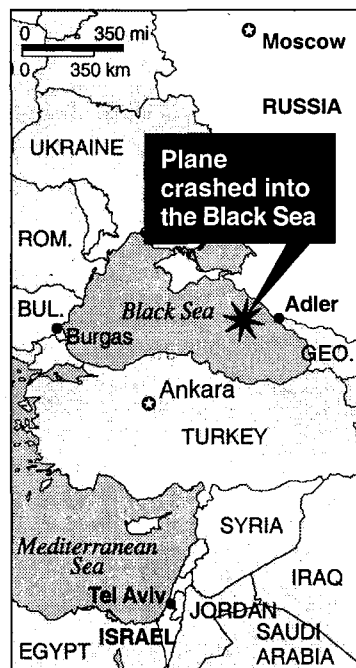 0 350 mi
0 350 km
Moscow
RUSSIA
UKRAINE
Plane
crashed into
the Black Sea
ROM.
BUL.
Black Sea
Adler
Burgas
GEO.
Ankara
TURKEY
SYRIA
Mediterranean
Sea
IRAQ
Tel Aviv
JORDAN
ISRAEL
SAUDI
ARABIA
EGYPT